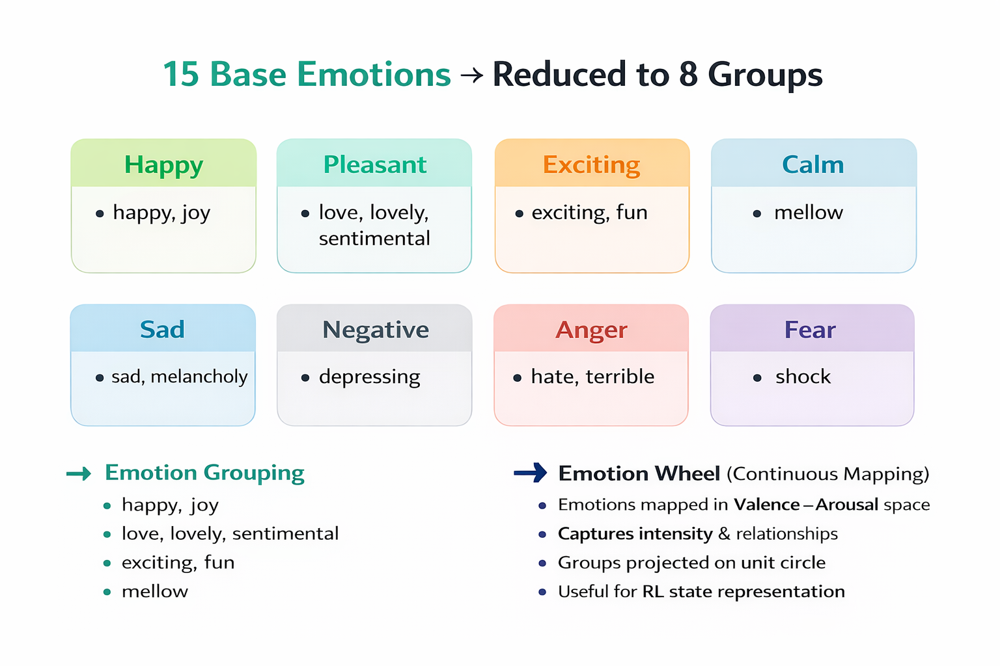 15 Base Emotions → Reduced to 8 Groups
Happy
• happy, joy
Pleasant
• love, lovely,
sentimental
Exciting
• exciting, fun
Calm
• mellow
Sad
• sad, melancholy
Negative
• depressing
Anger
• hate, terrible
Fear
• shock
→ Emotion Grouping
• happy, joy
• love, lovely, sentimental
• exciting, fun
• mellow
→ Emotion Wheel (Continuous Mapping)
• Emotions mapped in Valence–Arousal space
• Captures intensity & relationships
• Groups projected on unit circle
• Useful for RL state representation